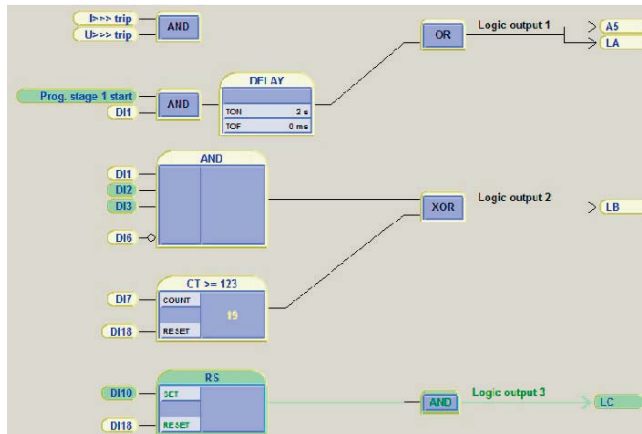 I>>> trip
U>>> trip
AND
OR
Logic output 1
A5
LA
DELAY
Prog. stage 1 start
DI1
AND
TON 2 s
TOF 0 ms
AND
DI1
DI2
DI3
DI6
XOR
Logic output 2
LB
CT >= 123
DI7
COUNT
19
DI18
RESET
RS
DI10
SET
AND
Logic output 3
LC
DI18
RESET